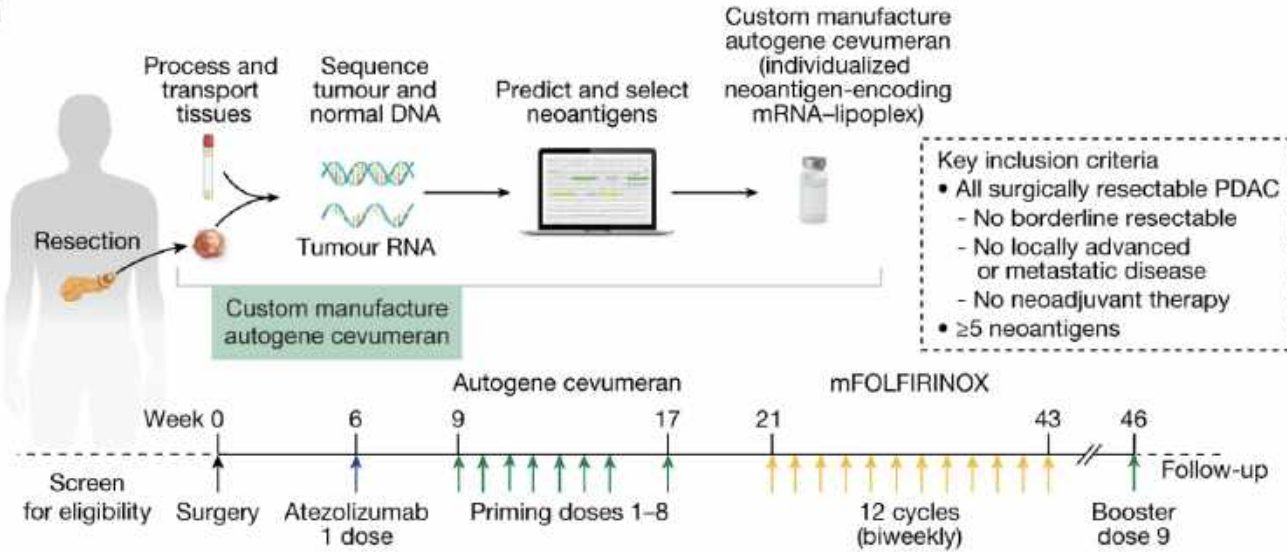 Process and
transport
tissues
Sequence
tumour and
normal DNA
Predict and select
neoantigens
Custom manufacture
autogene cevumeran
(individualized
neoantigen-encoding
mRNA–lipoplex)
Resection
Tumour RNA
Custom manufacture
autogene cevumeran
Key inclusion criteria
• All surgically resectable PDAC
- No borderline resectable
- No locally advanced
or metastatic disease
- No neoadjuvant therapy
• ≥5 neoantigens
Autogene cevumeran
mFOLFIRINOX
Week 0 6 9 17 21 43 46
Screen
for eligibility
Surgery
Atezolizumab
1 dose
Priming doses 1–8
12 cycles
(biweekly)
Booster
dose 9
Follow-up